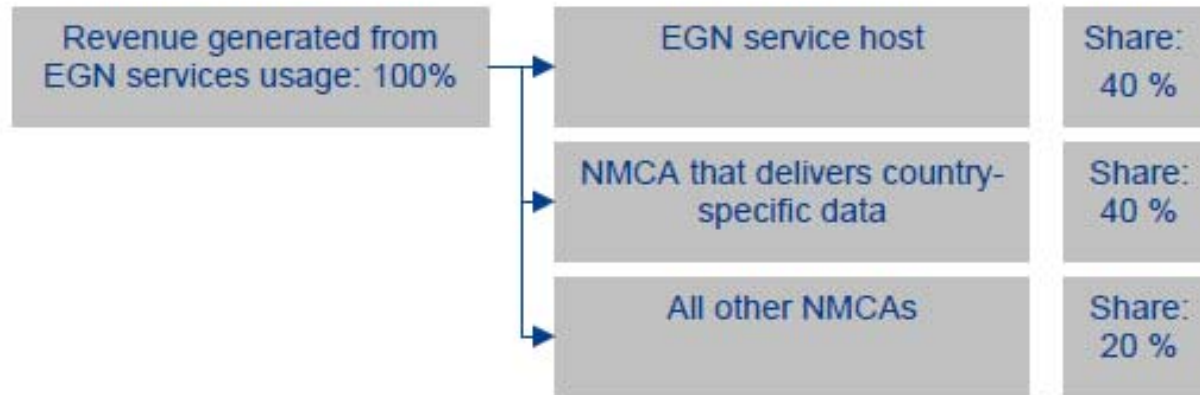 Revenue generated from
EGN services usage: 100%
EGN service host
Share:
40 %
NMCA that delivers country-
specific data
Share:
40 %
All other NMCAs
Share:
20 %